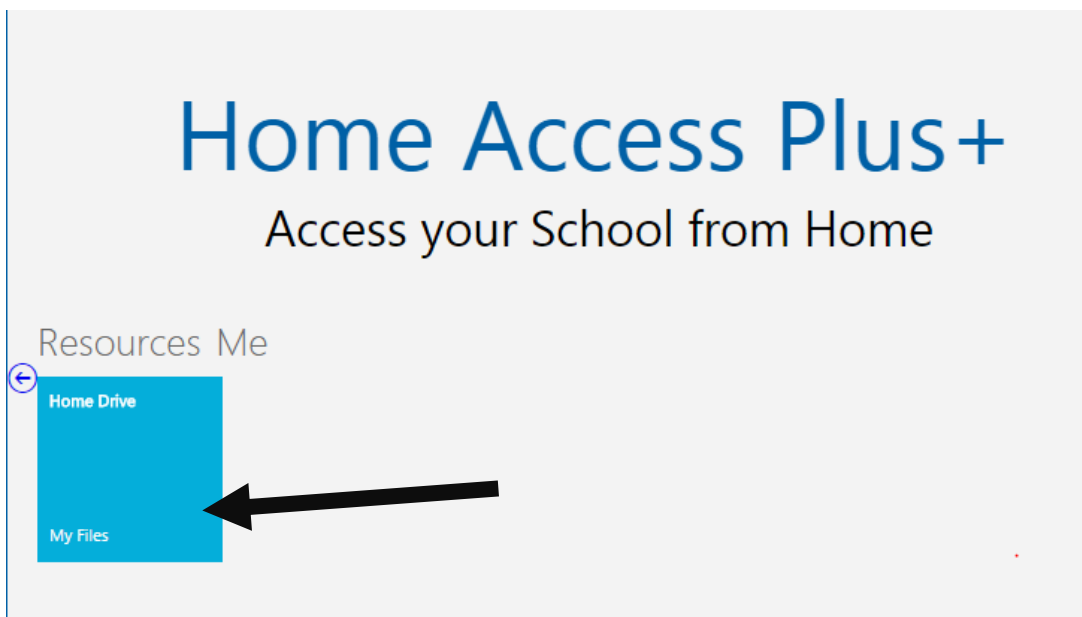 Home Access Plus+
Access your School from Home
Resources Me
Home Drive
My Files